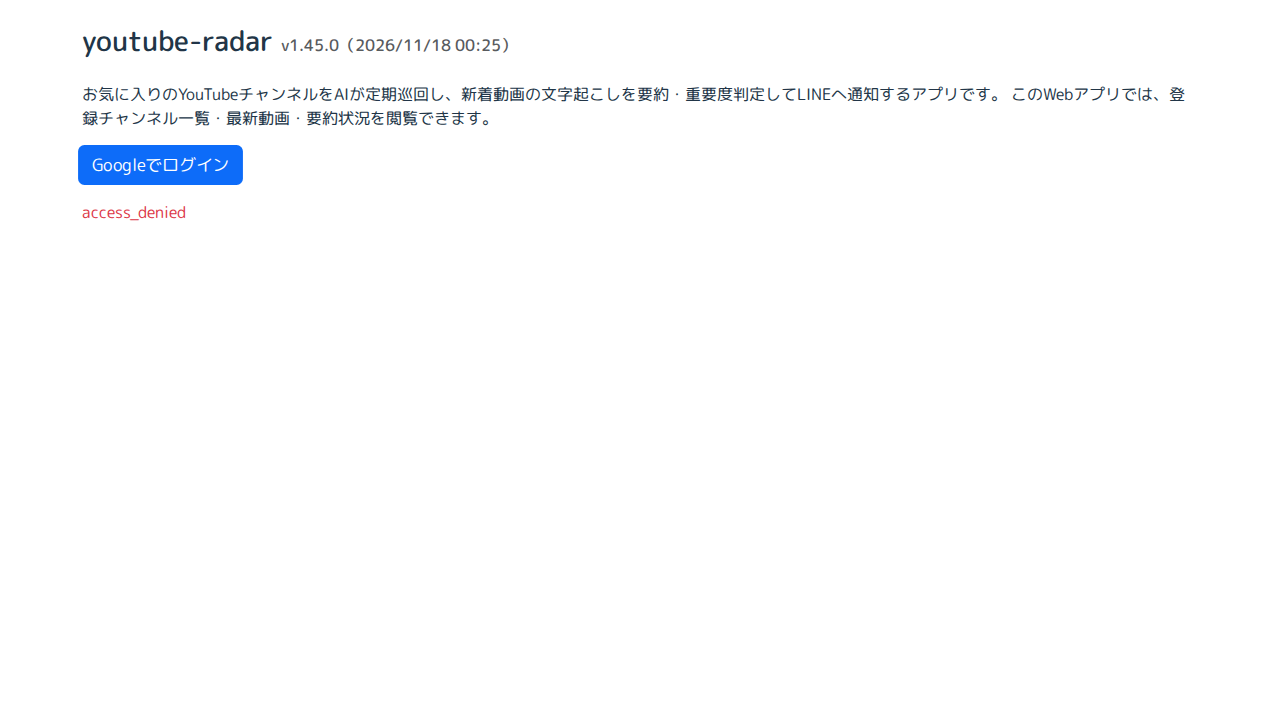 youtube-radar v1.45.0（2026/11/18 00:25）
お気に入りのYouTubeチャンネルをAIが定期巡回し、新着動画の文字起こしを要約・重要度判定してLINEへ通知するアプリです。 このWebアプリでは、登
録チャンネル一覧・最新動画・要約状況を閲覧できます。
Googleでログイン
access_denied